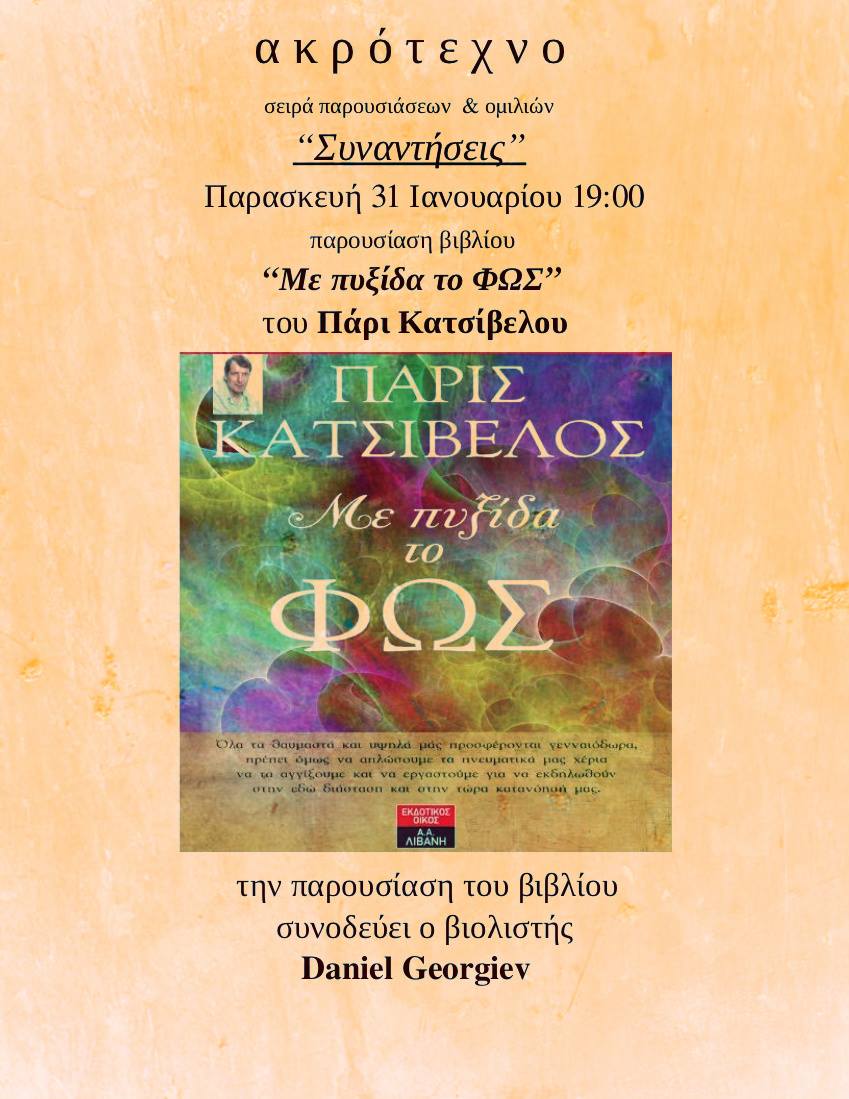 ακρότεχνο
σειρά παρουσιάσεων & ομιλιών
“Συναντήσεις”
Παρασκευή 31 Ιανουαρίου 19:00
παρουσίαση βιβλίου
“Με πυξίδα το ΦΩΣ”
του Πάρι Κατσίβελου
ΠΑΡΙΣ
ΚΑΤΣΙΒΕΛΟΣ
Με πυξίδα
το
ΦΩΣ
Όλα τα θαυμαστά και υψηλά μάς προσφέρονται γενναιόδωρα,
πρέπει όμως να απλώσουμε τα πνευματικά μας χέρια
να τα αγγίξουμε και να εργαστούμε για να εκδηλωθούν
στην εδώ διάσταση και στην τώρα κατανόησή μας.
ΕΚΔΟΤΙΚΟΣ
ΟΙΚΟΣ
Α.Α.
ΛΙΒΑΝΗ
την παρουσίαση του βιβλίου
συνοδεύει ο βιολιστής
Daniel Georgiev